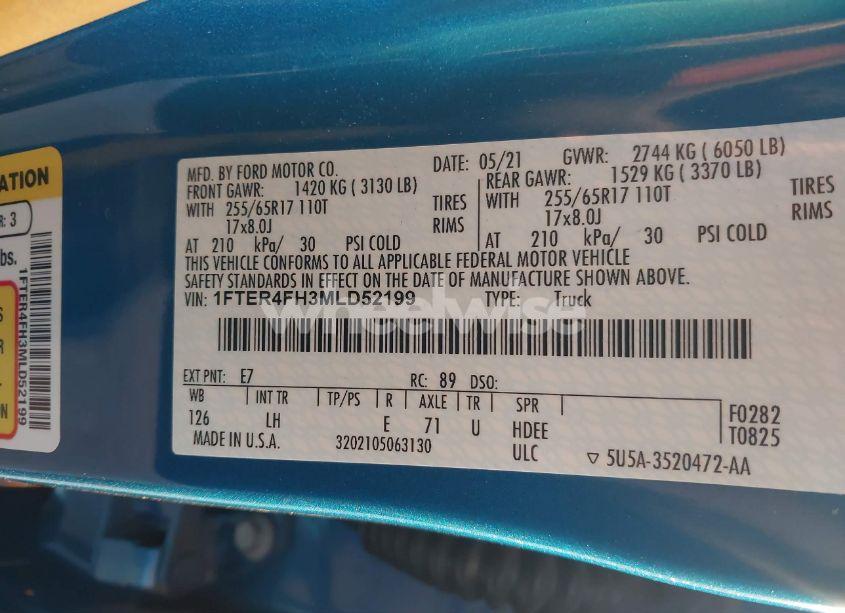 ATION
R: 3
bs.
1FTER4FH3MLD52199
MFD. BY FORD MOTOR CO.
DATE: 05/21
GVWR: 2744 KG ( 6050 LB)
FRONT GAWR: 1420 KG ( 3130 LB)
REAR GAWR: 1529 KG ( 3370 LB)
WITH 255/65R17 110T TIRES
WITH 255/65R17 110T TIRES
17x8.0J RIMS
17x8.0J RIMS
AT 210 kPa/ 30 PSI COLD
AT 210 kPa/ 30 PSI COLD
THIS VEHICLE CONFORMS TO ALL APPLICABLE FEDERAL MOTOR VEHICLE
SAFETY STANDARDS IN EFFECT ON THE DATE OF MANUFACTURE SHOWN ABOVE.
VIN: 1FTER4FH3MLD52199
TYPE: Truck
wheelwise
EXT PNT: E7
RC: 89 DSO:
WB INT TR TP/PS R AXLE TR SPR
126 LH E 71 U HDEE
F0282
T0825
MADE IN U.S.A.
3202105063130
ULC
▽ 5U5A-3520472-AA